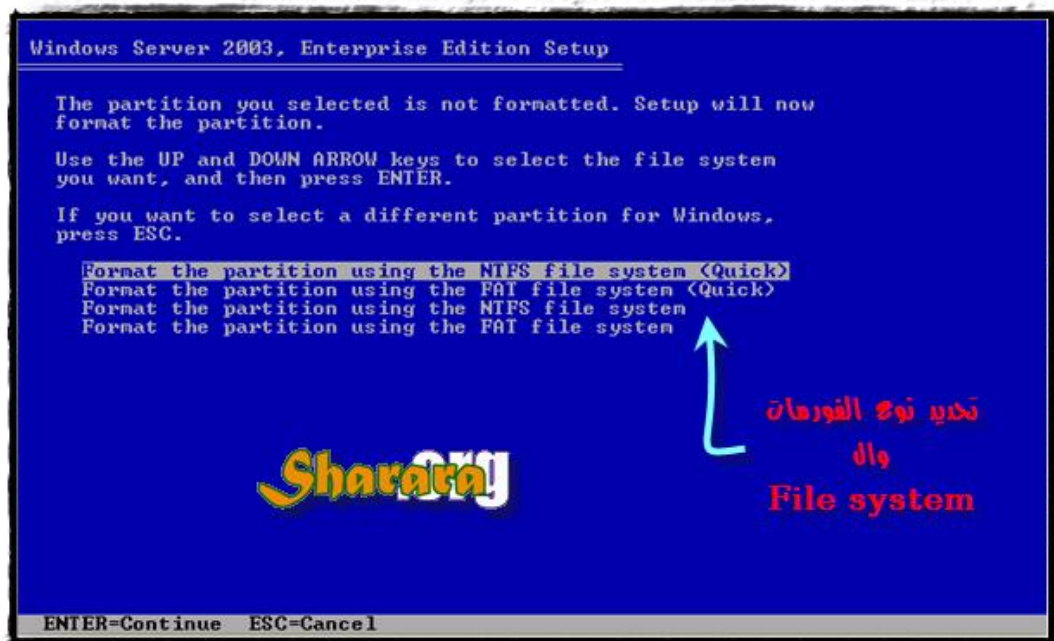 Windows Server 2003, Enterprise Edition Setup
The partition you selected is not formatted. Setup will now
format the partition.
Use the UP and DOWN ARROW keys to select the file system
you want, and then press ENTER.
If you want to select a different partition for Windows,
press ESC.
Format the partition using the NTFS file system (Quick)
Format the partition using the FAT file system (Quick)
Format the partition using the NTFS file system
Format the partition using the FAT file system
تحديد نوع الفورمات
وال
File system
Sharara.org
ENTER=Continue ESC=Cancel